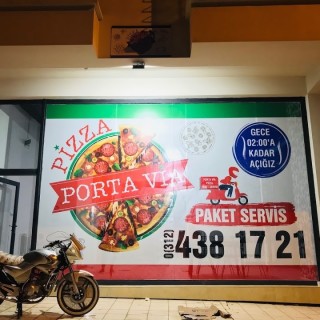 PIZZA
PORTA VIA
GECE
02:00'A
KADAR
AÇIĞIZ
PAKET SERVİS
0(312) 438 17 21